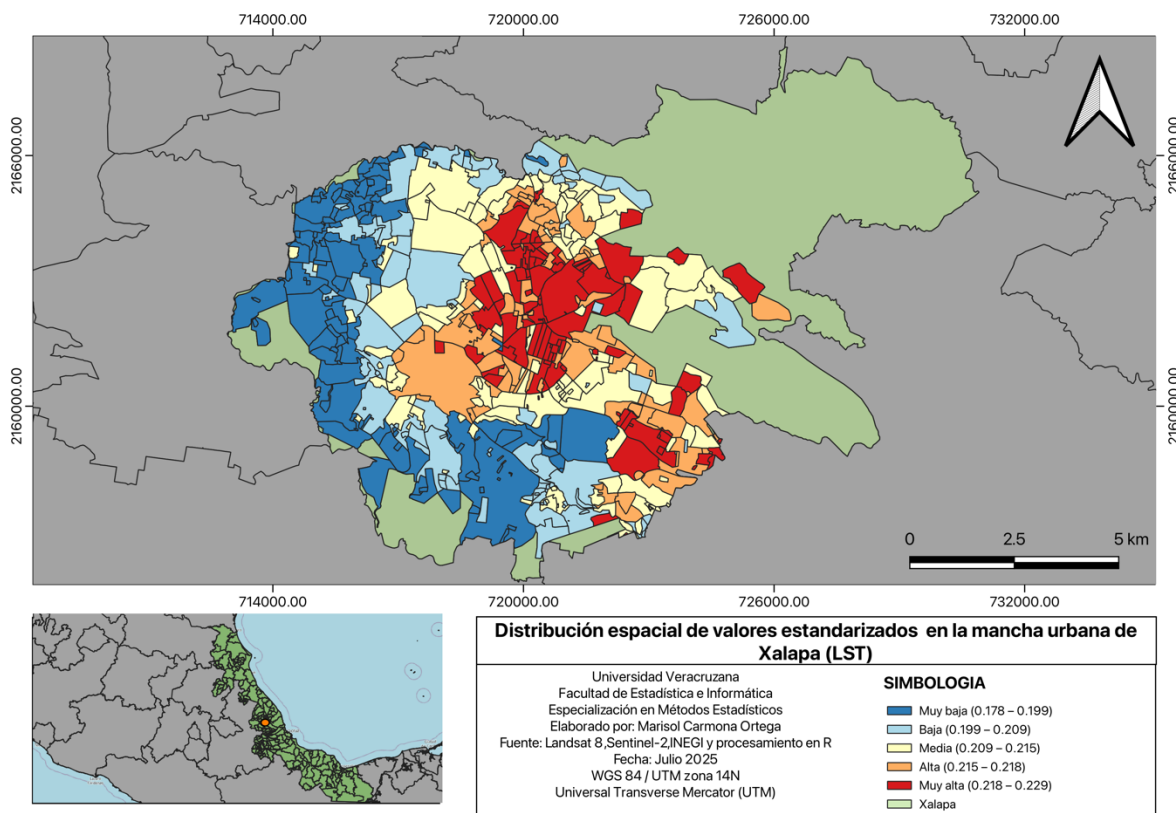 714000.00
720000.00
726000.00
732000.00
2166000.00
2166000.00
2160000.00
2160000.00
0
2.5
5 km
714000.00
720000.00
726000.00
732000.00
Distribución espacial de valores estandarizados en la mancha urbana de
Xalapa (LST)
Universidad Veracruzana
Facultad de Estadística e Informática
Especialización en Métodos Estadísticos
Elaborado por: Marisol Carmona Ortega
Fuente: Landsat 8,Sentinel-2,INEGI y procesamiento en R
Fecha: Julio 2025
WGS 84 / UTM zona 14N
Universal Transverse Mercator (UTM)
SIMBOLOGIA
Muy baja (0.178 – 0.199)
Baja (0.199 – 0.209)
Media (0.209 – 0.215)
Alta (0.215 – 0.218)
Muy alta (0.218 – 0.229)
Xalapa